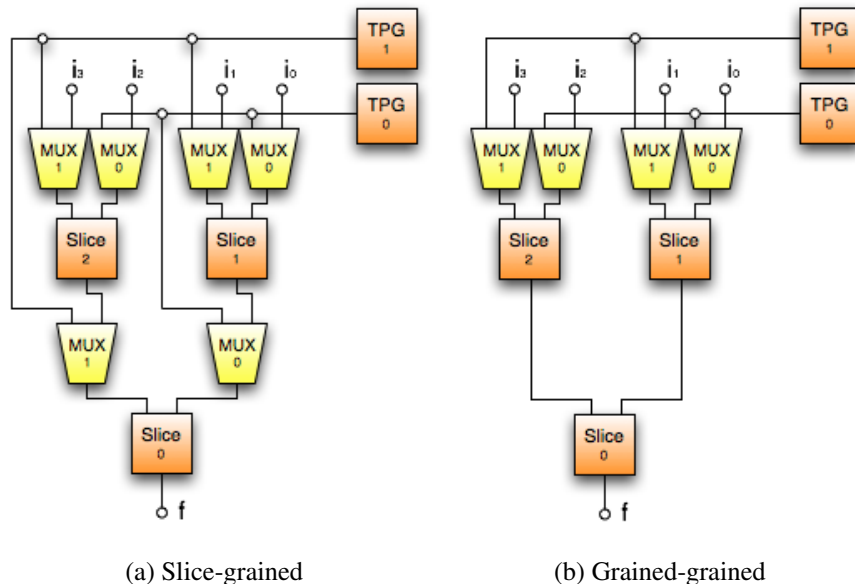 TPG
1
i₃
i₂
i₁
i₀
TPG
0
MUX
1
MUX
0
MUX
1
MUX
0
Slice
2
Slice
1
MUX
1
MUX
0
Slice
0
f
(a) Slice-grained
TPG
1
i₃
i₂
i₁
i₀
TPG
0
MUX
1
MUX
0
MUX
1
MUX
0
Slice
2
Slice
1
Slice
0
f
(b) Grained-grained